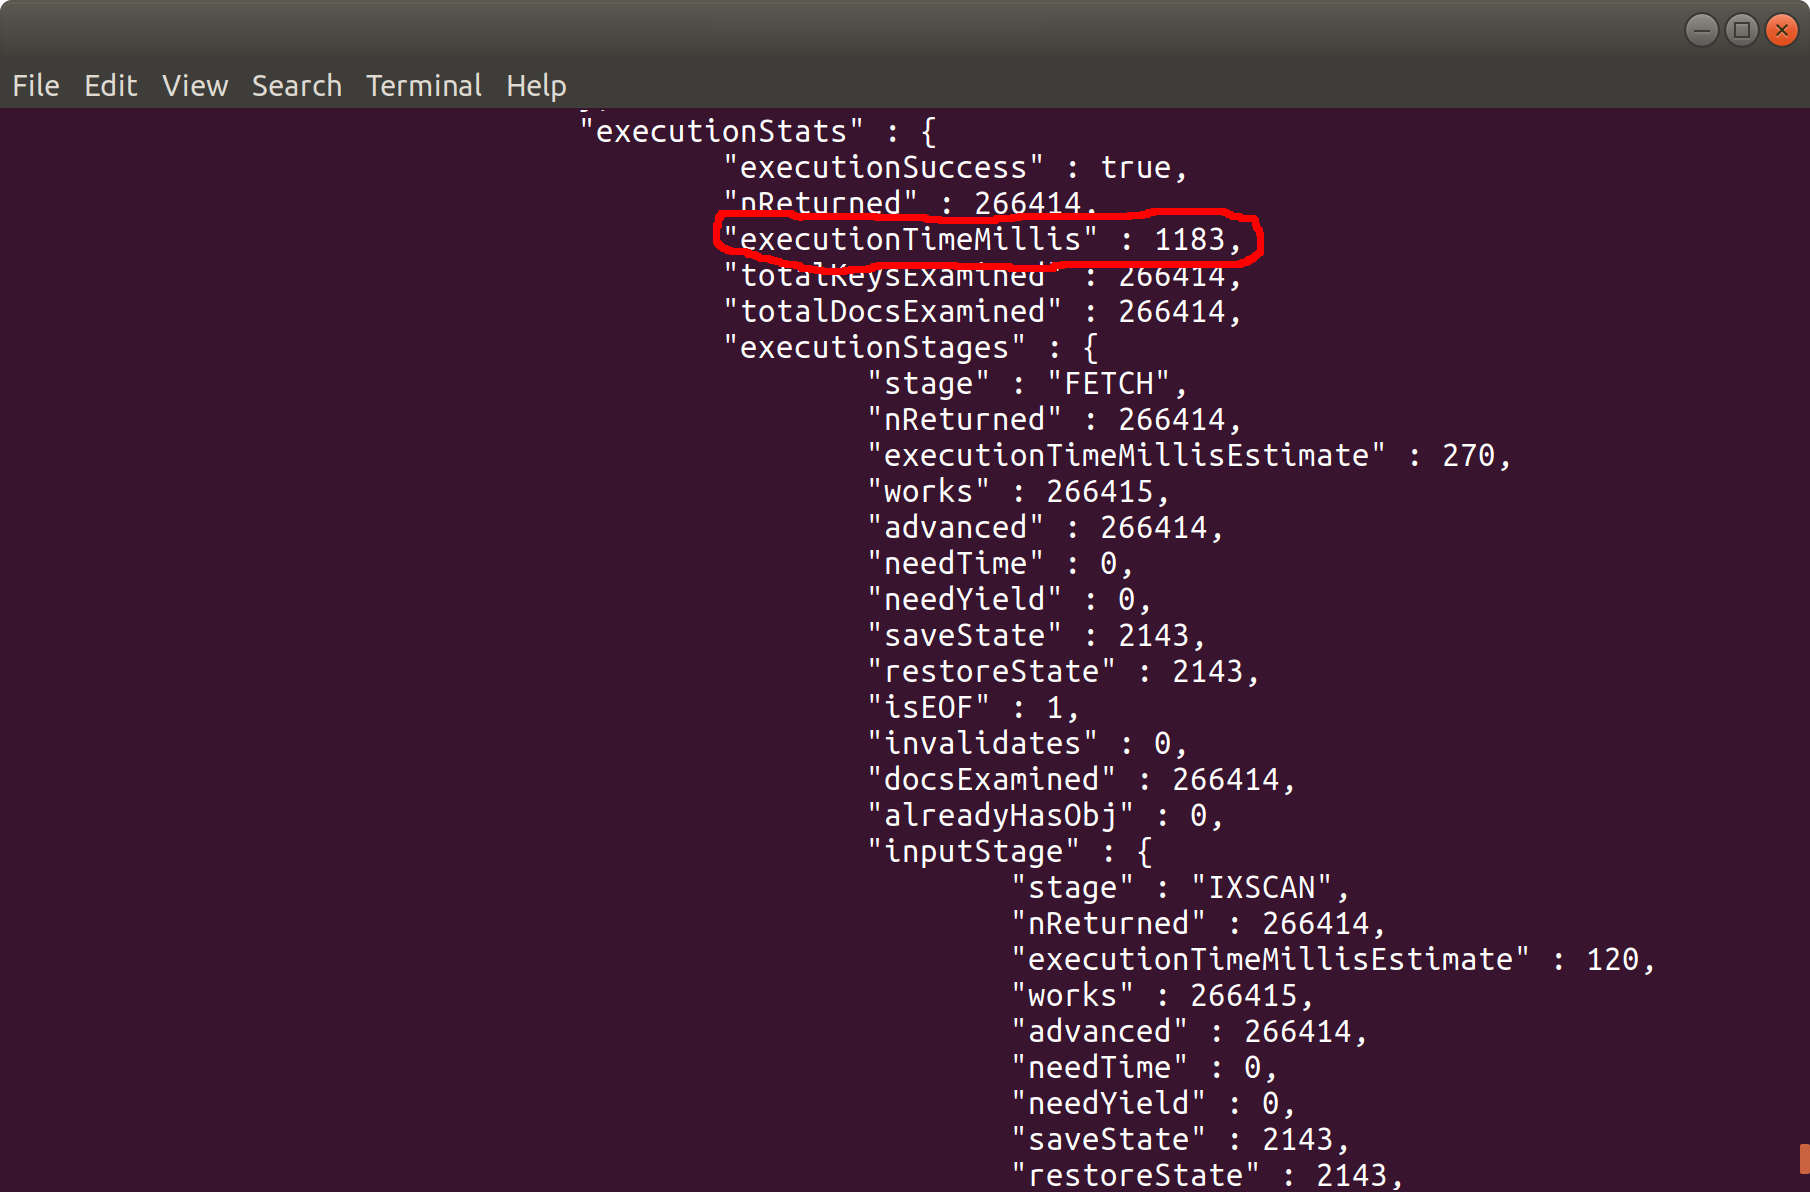 File Edit View Search Terminal Help
"executionStats" : {
"executionSuccess" : true,
"nReturned" : 266414,
"executionTimeMillis" : 1183,
"totalKeysExamined" : 266414,
"totalDocsExamined" : 266414,
"executionStages" : {
"stage" : "FETCH",
"nReturned" : 266414,
"executionTimeMillisEstimate" : 270,
"works" : 266415,
"advanced" : 266414,
"needTime" : 0,
"needYield" : 0,
"saveState" : 2143,
"restoreState" : 2143,
"isEOF" : 1,
"invalidates" : 0,
"docsExamined" : 266414,
"alreadyHasObj" : 0,
"inputStage" : {
"stage" : "IXSCAN",
"nReturned" : 266414,
"executionTimeMillisEstimate" : 120,
"works" : 266415,
"advanced" : 266414,
"needTime" : 0,
"needYield" : 0,
"saveState" : 2143,
"restoreState" : 2143,